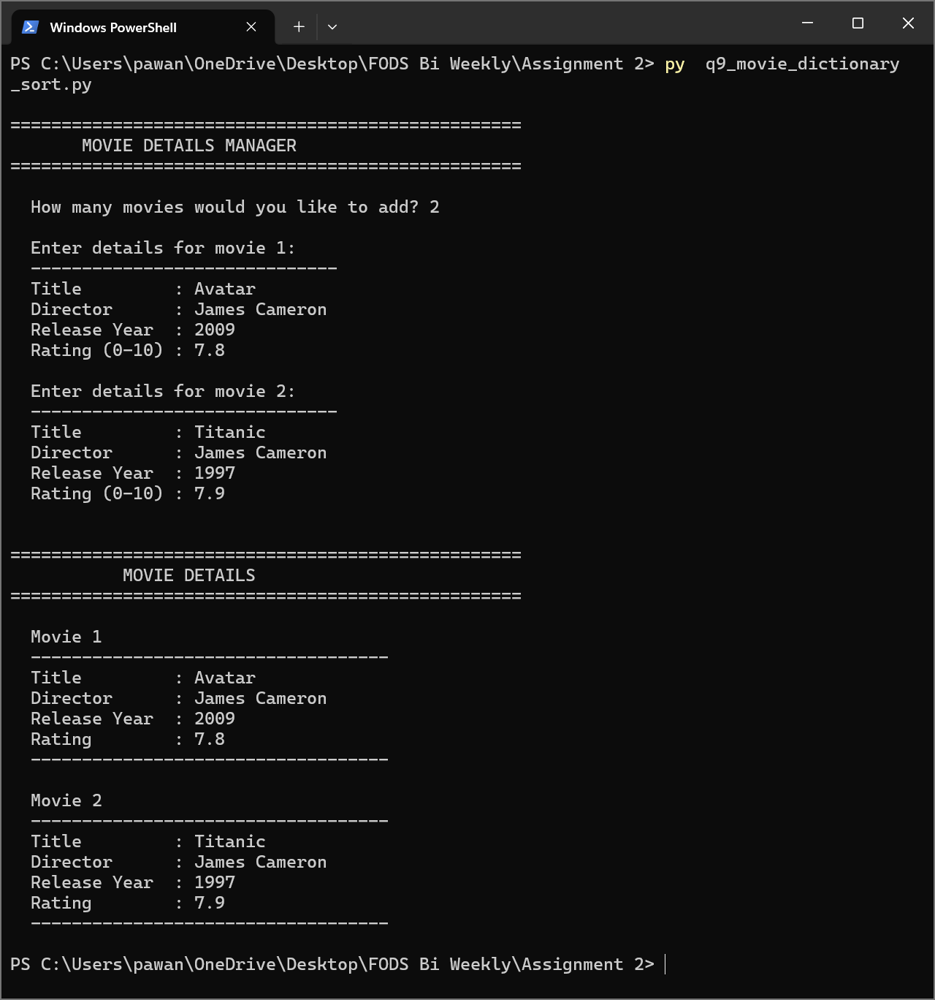 Windows PowerShell
PS C:\Users\pawan\OneDrive\Desktop\FODS Bi Weekly\Assignment 2> py  q9_movie_dictionary
_sort.py
==================================================
       MOVIE DETAILS MANAGER
==================================================
  How many movies would you like to add? 2
  Enter details for movie 1:
  ------------------------------
  Title         : Avatar
  Director      : James Cameron
  Release Year  : 2009
  Rating (0-10) : 7.8
  Enter details for movie 2:
  ------------------------------
  Title         : Titanic
  Director      : James Cameron
  Release Year  : 1997
  Rating (0-10) : 7.9
==================================================
           MOVIE DETAILS
==================================================
  Movie 1
  -----------------------------------
  Title         : Avatar
  Director      : James Cameron
  Release Year  : 2009
  Rating        : 7.8
  -----------------------------------
  Movie 2
  -----------------------------------
  Title         : Titanic
  Director      : James Cameron
  Release Year  : 1997
  Rating        : 7.9
  -----------------------------------
PS C:\Users\pawan\OneDrive\Desktop\FODS Bi Weekly\Assignment 2>